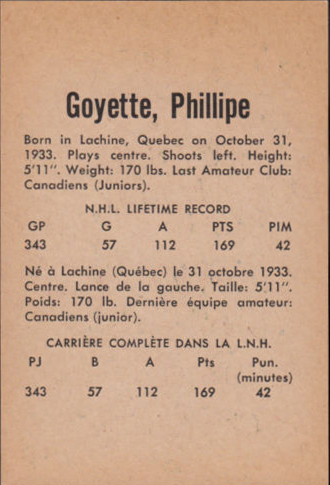 Goyette, Phillipe
Born in Lachine, Quebec on October 31,
1933. Plays centre. Shoots left. Height:
5'11". Weight: 170 lbs. Last Amateur Club:
Canadiens (Juniors).
N.H.L. LIFETIME RECORD
GP G A PTS PIM
343 57 112 169 42
Né à Lachine (Québec) le 31 octobre 1933.
Centre. Lance de la gauche. Taille: 5'11".
Poids: 170 lb. Dernière équipe amateur:
Canadiens (junior).
CARRIÈRE COMPLÈTE DANS LA L.N.H.
PJ B A Pts Pun.
(minutes)
343 57 112 169 42